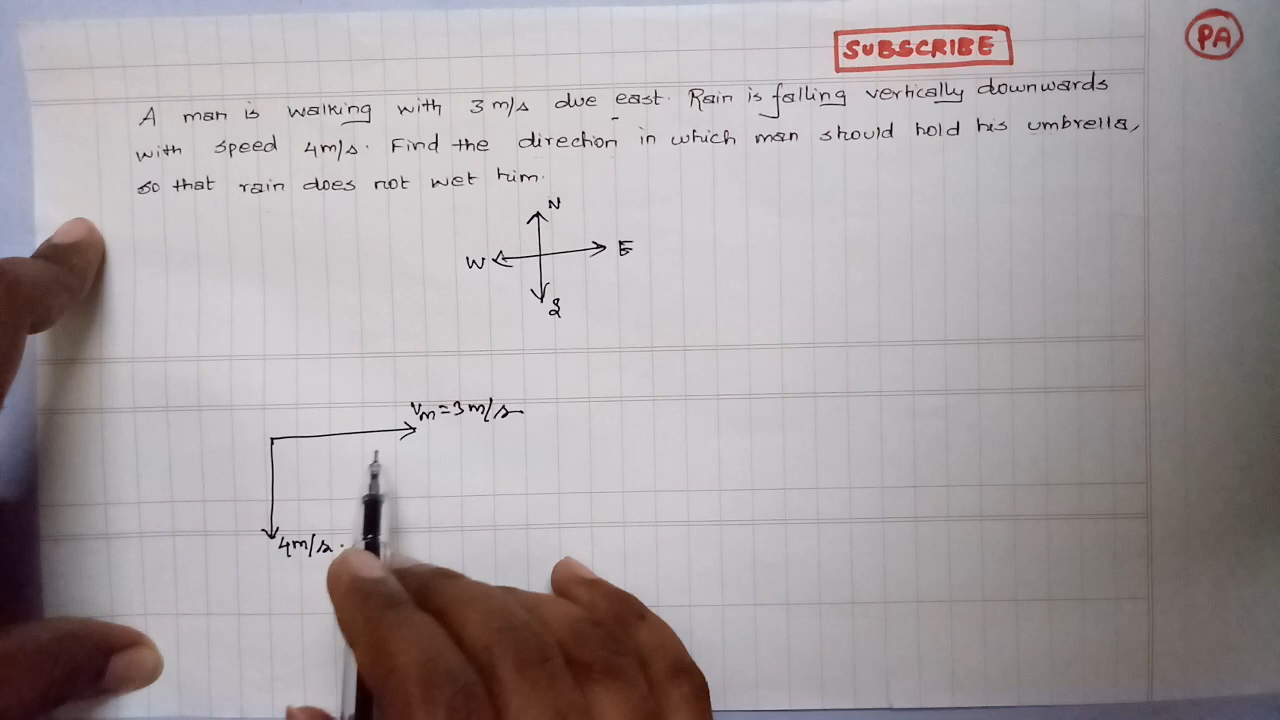 SUBSCRIBE
PA
A man is walking with 3 m/s due east. Rain is falling vertically downwards
with speed 4m/s. Find the direction in which man should hold his umbrella,
so that rain does not wet him.
N
W E
S
Vm = 3m/s
4m/s.